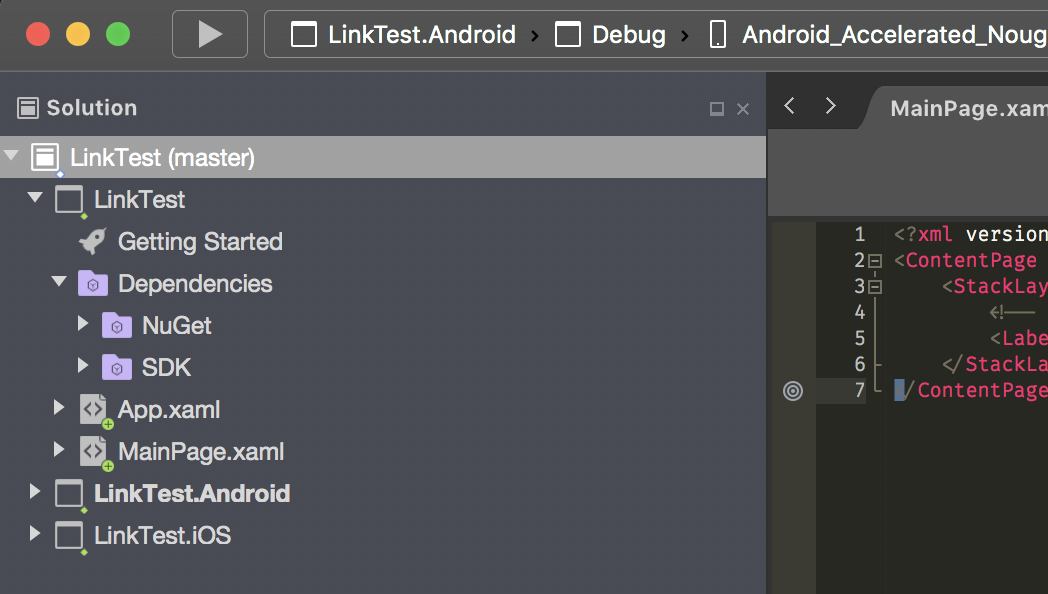 LinkTest.Android › Debug › Android_Accelerated_Noug
Solution
MainPage.xam
LinkTest (master)
LinkTest
Getting Started
Dependencies
NuGet
SDK
App.xaml
MainPage.xaml
LinkTest.Android
LinkTest.iOS
1 <?xml version
2 <ContentPage
3 <StackLay
4 <!--
5 <Labe
6 </StackLa
7 </ContentPage